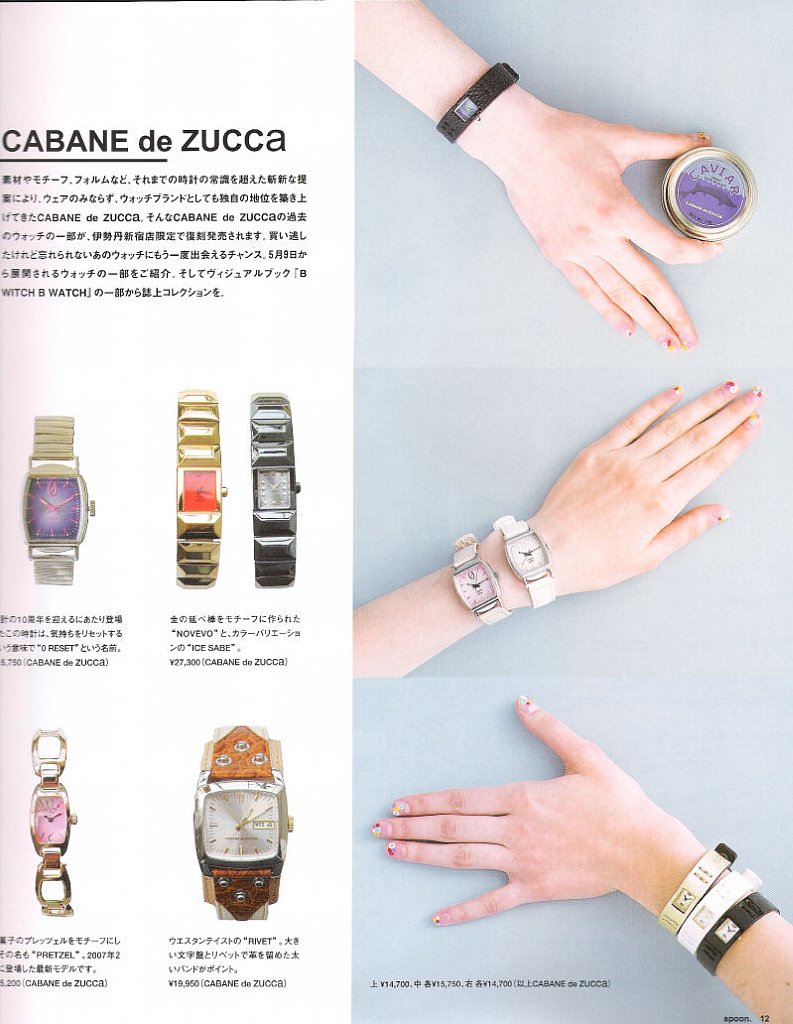 CABANE de ZUCCa
素材やモチーフ、フォルムなど、それまでの時計の常識を超えた斬新な提
案により、ウェアのみならず、ウォッチブランドとしても独自の地位を築き上
げてきたCABANE de ZUCCa。そんなCABANE de ZUCCaの過去
のウォッチの一部が、伊勢丹新宿店限定で復刻発売されます。買い逃し
たけれど忘れられないあのウォッチにもう一度出会えるチャンス。5月9日か
ら展開されるウォッチの一部をご紹介。そしてヴィジュアルブック『B
WITCH B WATCH』の一部から誌上コレクションを。
CAVIAR
CABANE de ZUCCa
計の10周年を迎えるにあたり登場
たこの時計は、気持ちをリセットする
いう意味で“0 RESET”という名前。
5,750（CABANE de ZUCCa）
金の延べ棒をモチーフに作られた
“NOVEVO”と、カラーバリエーショ
ンの“ICE SABE”。
¥27,300（CABANE de ZUCCa）
菓子のプレッツェルをモチーフにし
その名も“PRETZEL”。2007年2
に登場した最新モデルです。
5,200（CABANE de ZUCCa）
ウエスタンテイストの“RIVET”。大き
い文字盤とリベットで革を留めた太
いバンドがポイント。
¥19,950（CABANE de ZUCCa）
上 ¥14,700、中 各¥15,750、右 各¥14,700（以上CABANE de ZUCCa）
spoon. 12